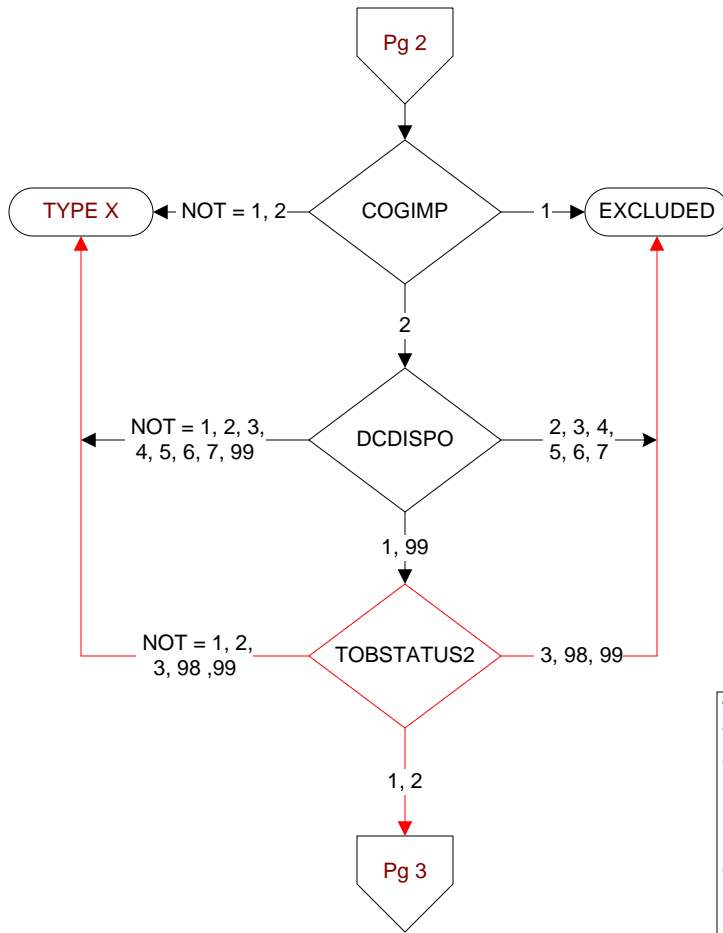 Pg 2
TYPE X
NOT = 1, 2
COGIMP
1
EXCLUDED
2
NOT = 1, 2, 3,
4, 5, 6, 7, 99
DCDISPO
2, 3, 4,
5, 6, 7
1, 99
NOT = 1, 2,
3, 98 ,99
TOBSTATUS2
3, 98, 99
1, 2
Pg 3